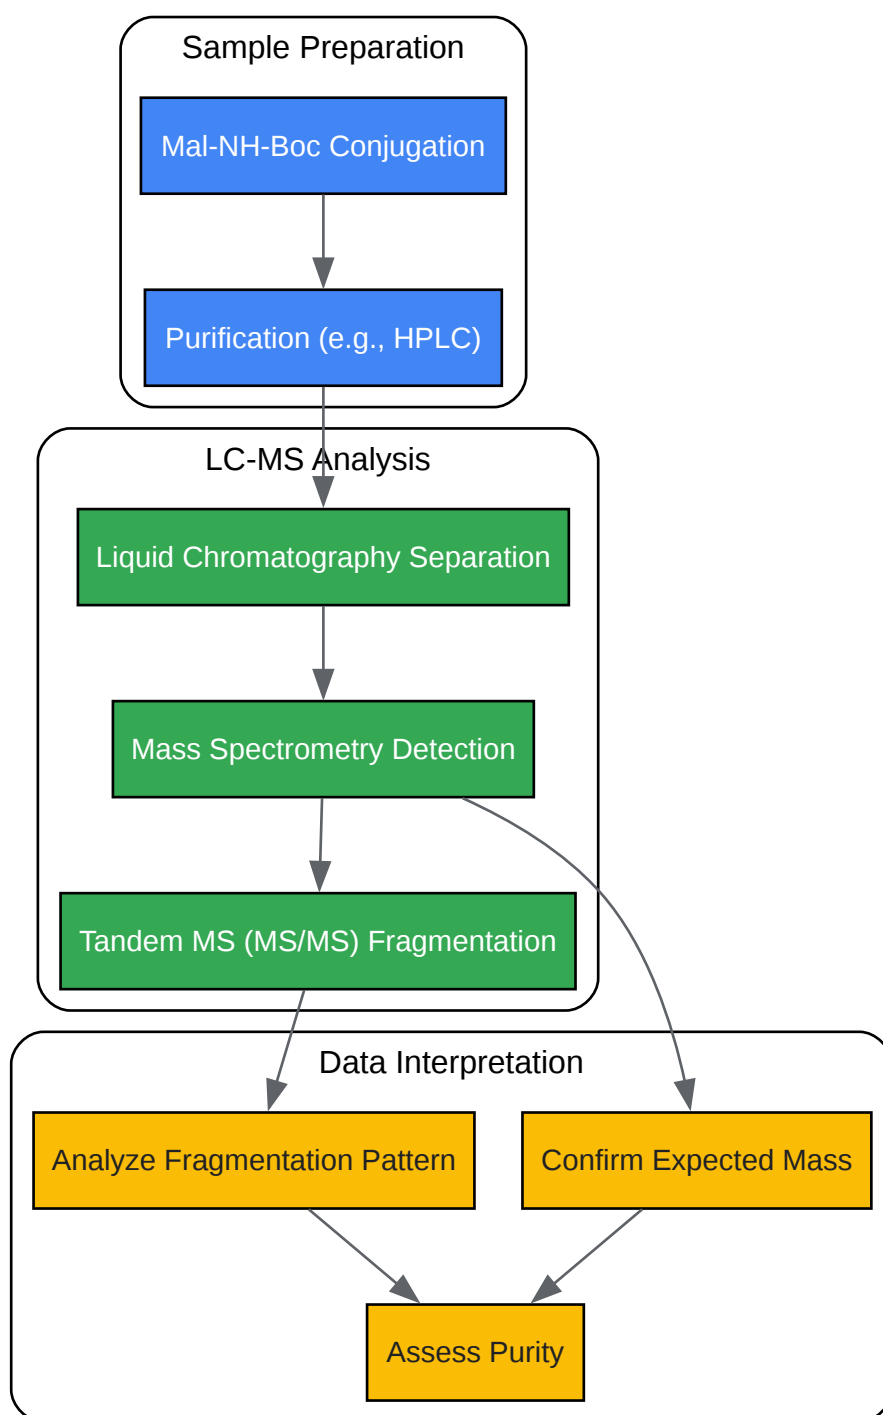 Sample Preparation
Mal-NH-Boc Conjugation
Purification (e.g., HPLC)
LC-MS Analysis
Liquid Chromatography Separation
Mass Spectrometry Detection
Tandem MS (MS/MS) Fragmentation
Data Interpretation
Analyze Fragmentation Pattern
Confirm Expected Mass
Assess Purity